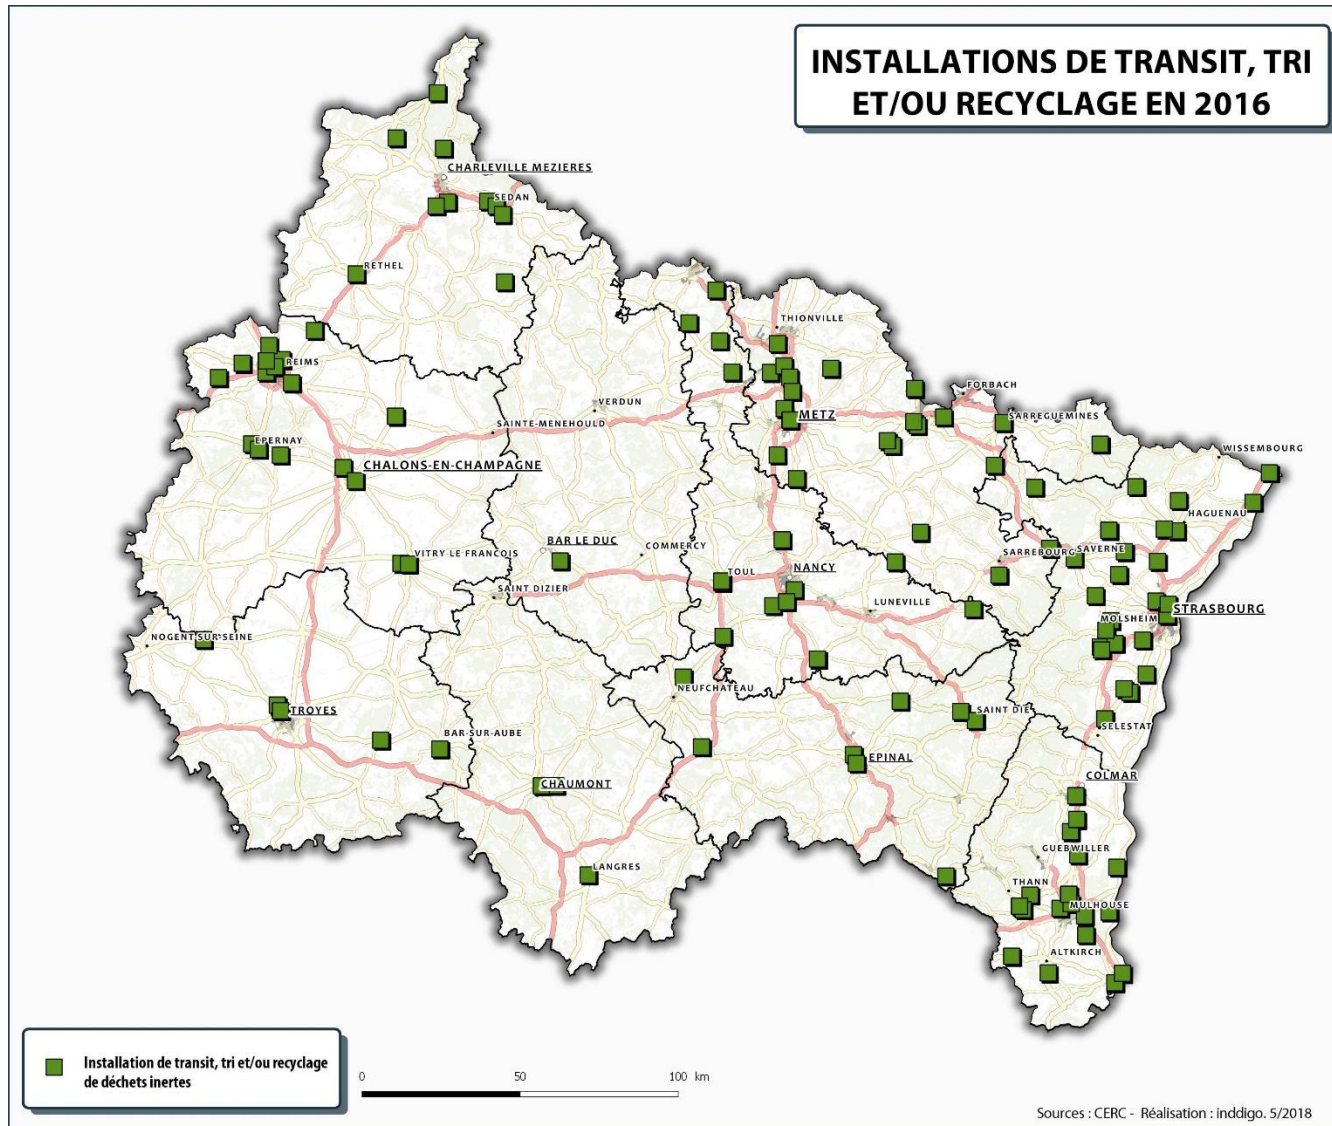 INSTALLATIONS DE TRANSIT, TRI
ET/OU RECYCLAGE EN 2016
CHARLEVILLE MEZIERES
SEDAN
RETHEL
THIONVILLE
REIMS
FORBACH
VERDUN
METZ
SARREGUEMINES
SAINTE-MENEHOULD
EPERNAY
WISSEMBOURG
CHALONS-EN-CHAMPAGNE
HAGUENAU
BAR LE DUC
COMMERCY
VITRY LE FRANCOIS
SARREBOURG
SAVERNE
TOUL
NANCY
SAINT DIZIER
LUNEVILLE
STRASBOURG
MOLSHEIM
NOGENT SUR SEINE
NEUFCHATEAU
TROYES
SAINT DIE
BAR-SUR-AUBE
SELESTAT
EPINAL
COLMAR
CHAUMONT
GUEBWILLER
LANGRES
THANN
MULHOUSE
ALTKIRCH
Installation de transit, tri et/ou recyclage
de déchets inertes
0 50 100 km
Sources : CERC - Réalisation : inddigo. 5/2018